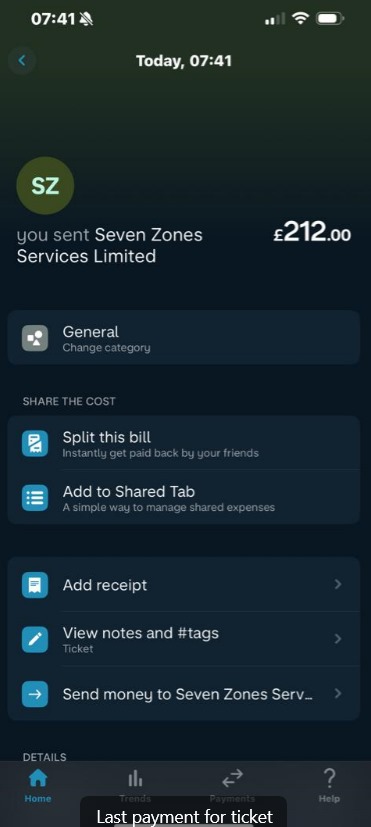 07:41
Today, 07:41
SZ
you sent Seven Zones
Services Limited
£212.00
General
Change category
SHARE THE COST
Split this bill
Instantly get paid back by your friends
Add to Shared Tab
A simple way to manage shared expenses
Add receipt
View notes and #tags
Ticket
Send money to Seven Zones Serv...
DETAILS
Home
Trends
Payments
Help
Last payment for ticket